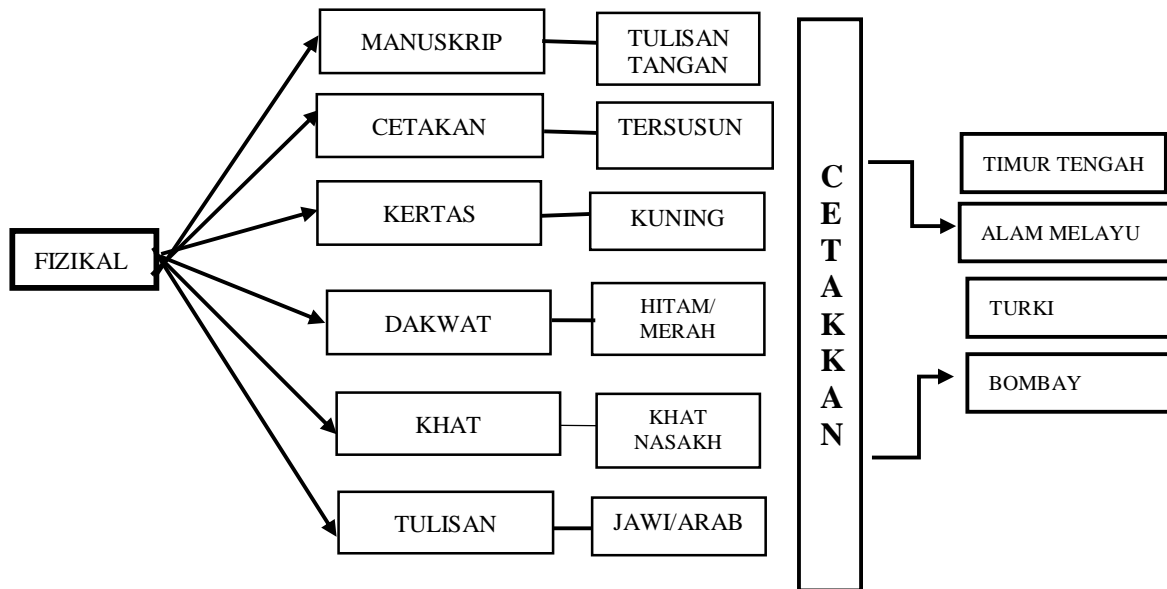 FIZIKAL
MANUSKRIP
TULISAN
TANGAN
CETAKAN
TERSUSUN
KERTAS
KUNING
DAKWAT
HITAM/
MERAH
KHAT
KHAT
NASAKH
TULISAN
JAWI/ARAB
C
E
T
A
K
K
A
N
TIMUR TENGAH
ALAM MELAYU
TURKI
BOMBAY